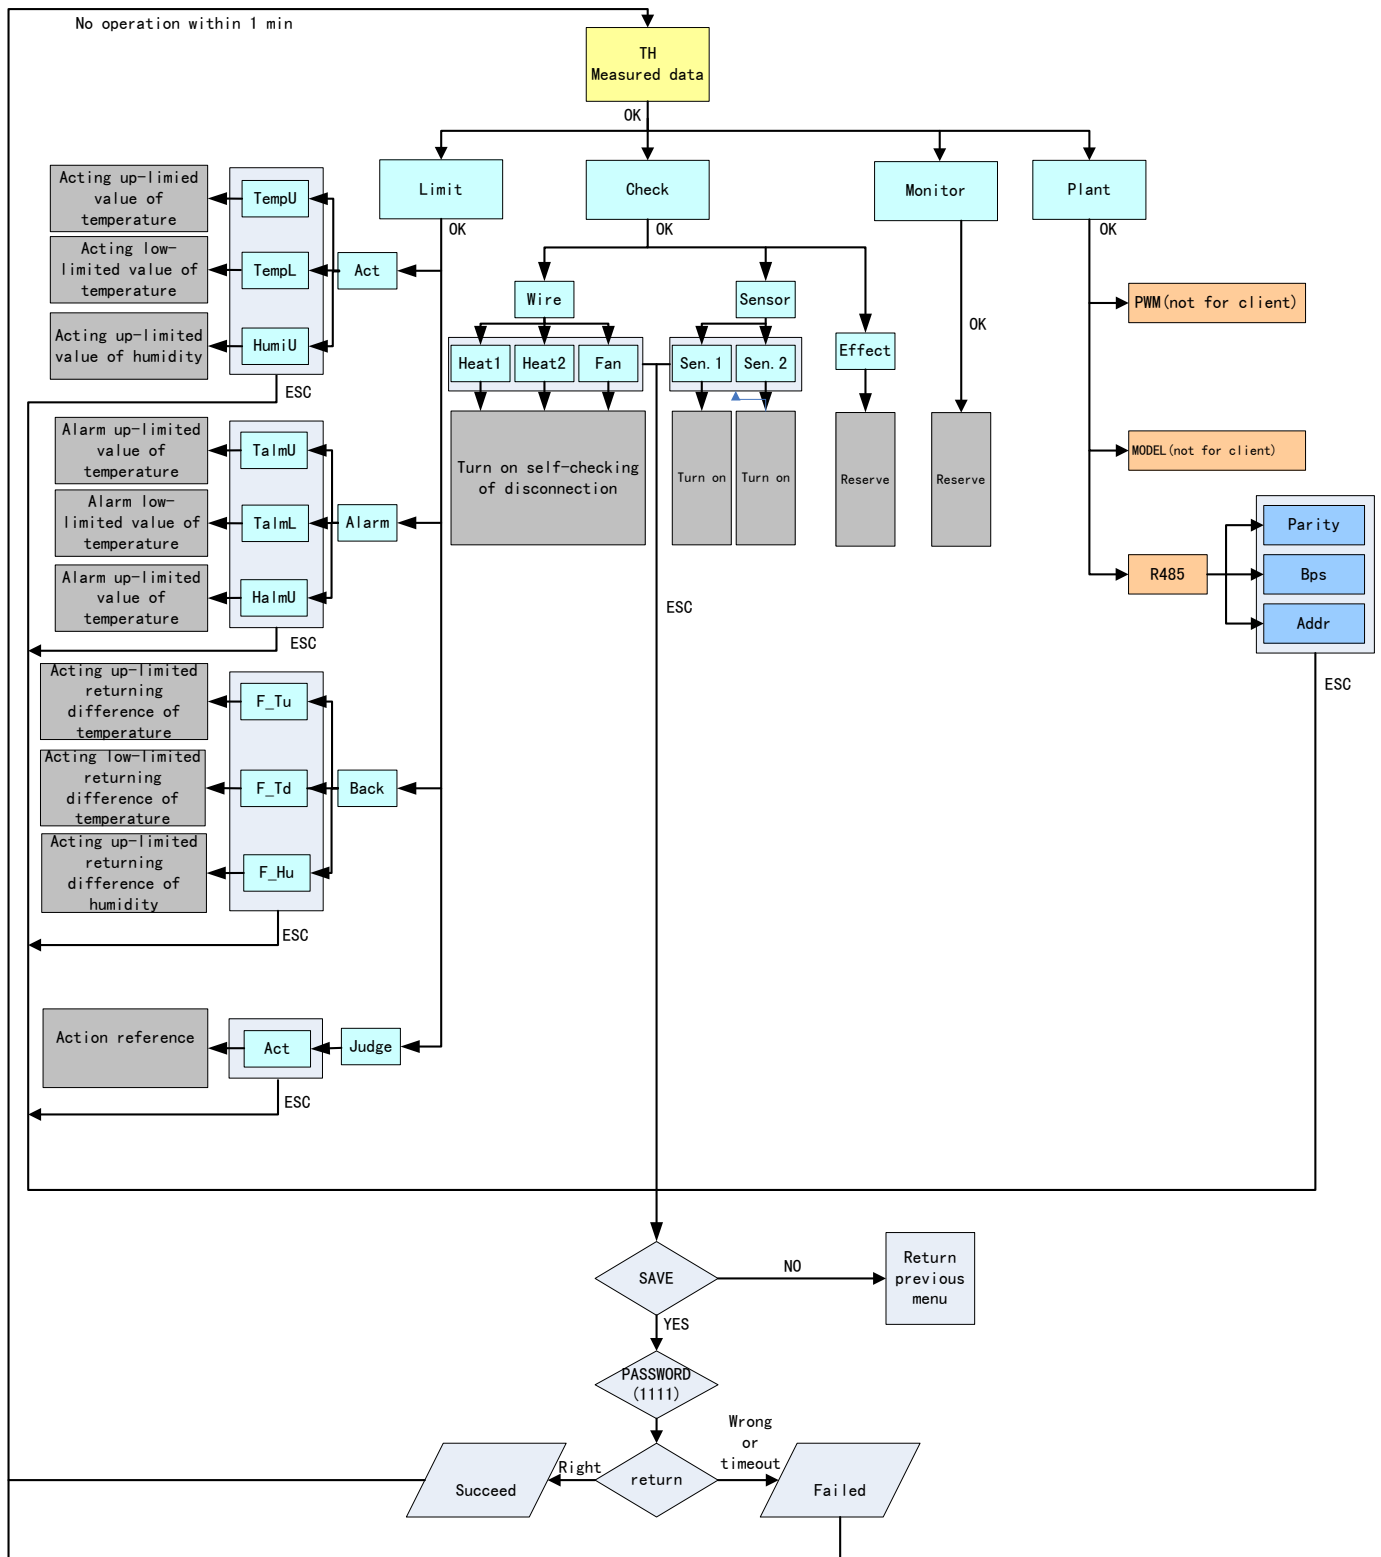 No operation within 1 min
TH
Measured data
OK
Limit
Check
Monitor
Plant
OK
OK
OK
OK
Acting up-limied
value of
temperature
TempU
Acting low-
limited value of
temperature
TempL
Act
Acting up-limited
value of humidity
HumiU
ESC
Wire
Sensor
Effect
Heat1
Heat2
Fan
Sen.1
Sen.2
Turn on self-checking
of disconnection
Turn on
Turn on
Reserve
Reserve
PWM(not for client)
MODEL(not for client)
R485
Parity
Bps
Addr
ESC
Alarm up-limited
value of
temperature
TalmU
Alarm low-
limited value of
temperature
TalmL
Alarm
Alarm up-limited
value of
temperature
HalmU
ESC
ESC
Acting up-limited
returning
difference of
temperature
F_Tu
Acting low-limited
returning
difference of
temperature
F_Td
Back
Acting up-limited
returning
difference of
humidity
F_Hu
ESC
Action reference
Act
Judge
ESC
SAVE
NO
Return
previous
menu
YES
PASSWORD
(1111)
Wrong
or
timeout
Right
return
Succeed
Failed